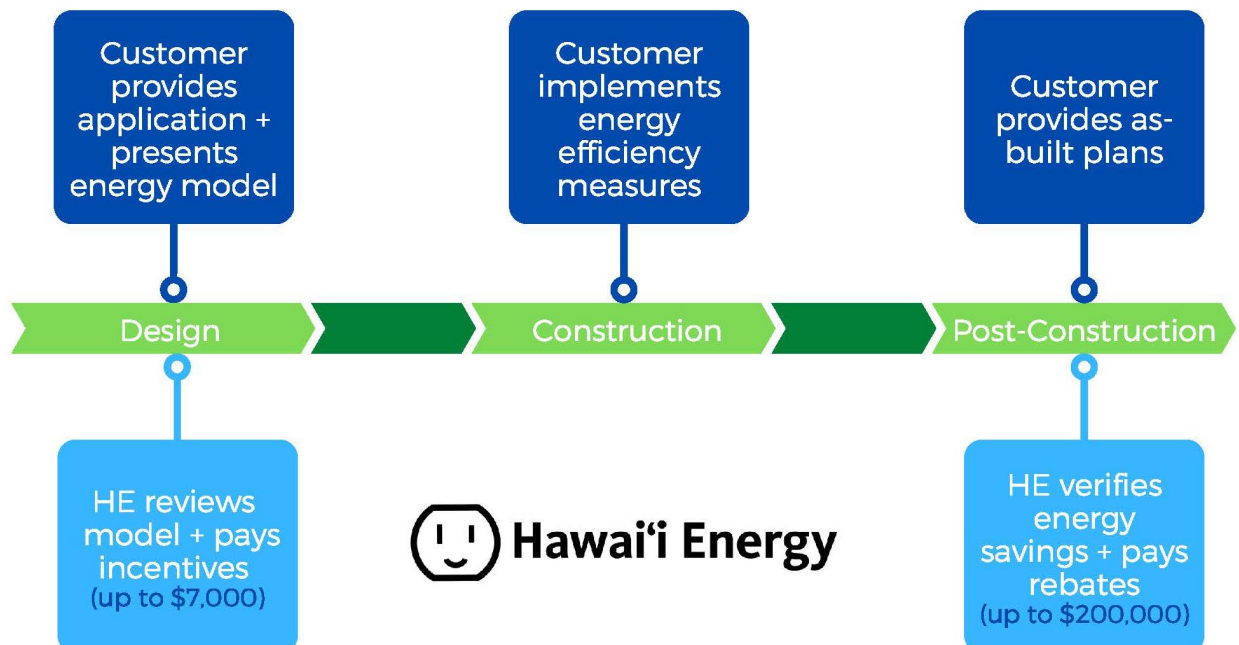 Customer
provides
application +
presents
energy model
Customer
implements
energy
efficiency
measures
Customer
provides as-
built plans
Design
Construction
Post-Construction
HE reviews
model + pays
incentives
(up to $7,000)
Hawai‘i Energy
HE verifies
energy
savings + pays
rebates
(up to $200,000)